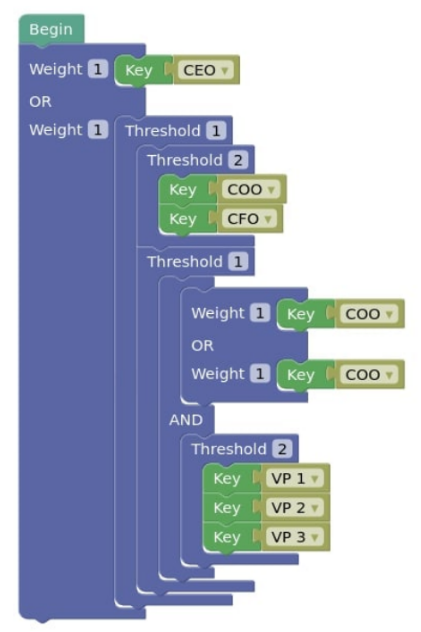 Begin
Weight 1 Key CEO
OR
Weight 1 Threshold 1
Threshold 2
Key COO
Key CFO
Threshold 1
Weight 1 Key COO
OR
Weight 1 Key COO
AND
Threshold 2
Key VP 1
Key VP 2
Key VP 3